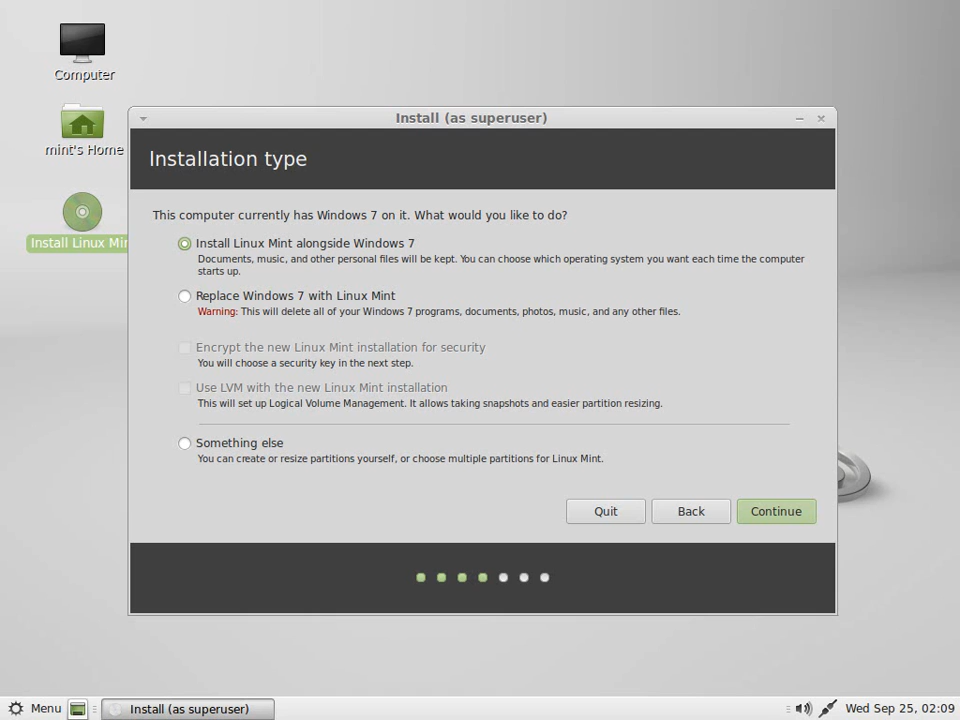 Computer
mint's Home
Install Linux Min
Install (as superuser)
Installation type
This computer currently has Windows 7 on it. What would you like to do?
Install Linux Mint alongside Windows 7
Documents, music, and other personal files will be kept. You can choose which operating system you want each time the computer
starts up.
Replace Windows 7 with Linux Mint
Warning: This will delete all of your Windows 7 programs, documents, photos, music, and any other files.
Encrypt the new Linux Mint installation for security
You will choose a security key in the next step.
Use LVM with the new Linux Mint installation
This will set up Logical Volume Management. It allows taking snapshots and easier partition resizing.
Something else
You can create or resize partitions yourself, or choose multiple partitions for Linux Mint.
Quit
Back
Continue
Menu
Install (as superuser)
Wed Sep 25, 02:09